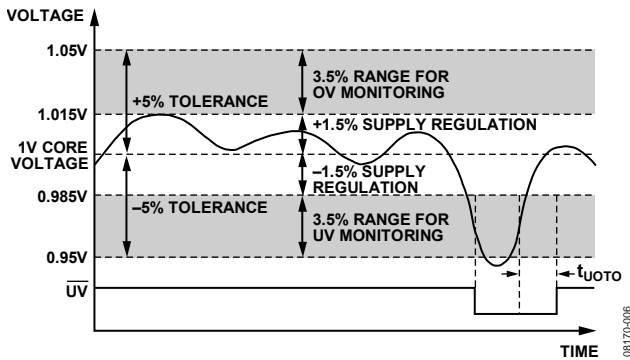 VOLTAGE
1.05V
3.5% RANGE FOR
OV MONITORING
+5% TOLERANCE
1.015V
+1.5% SUPPLY REGULATION
1V CORE
VOLTAGE
–1.5% SUPPLY
REGULATION
0.985V
–5% TOLERANCE
3.5% RANGE FOR
UV MONITORING
0.95V
tUOTO
UV
TIME
08170-006